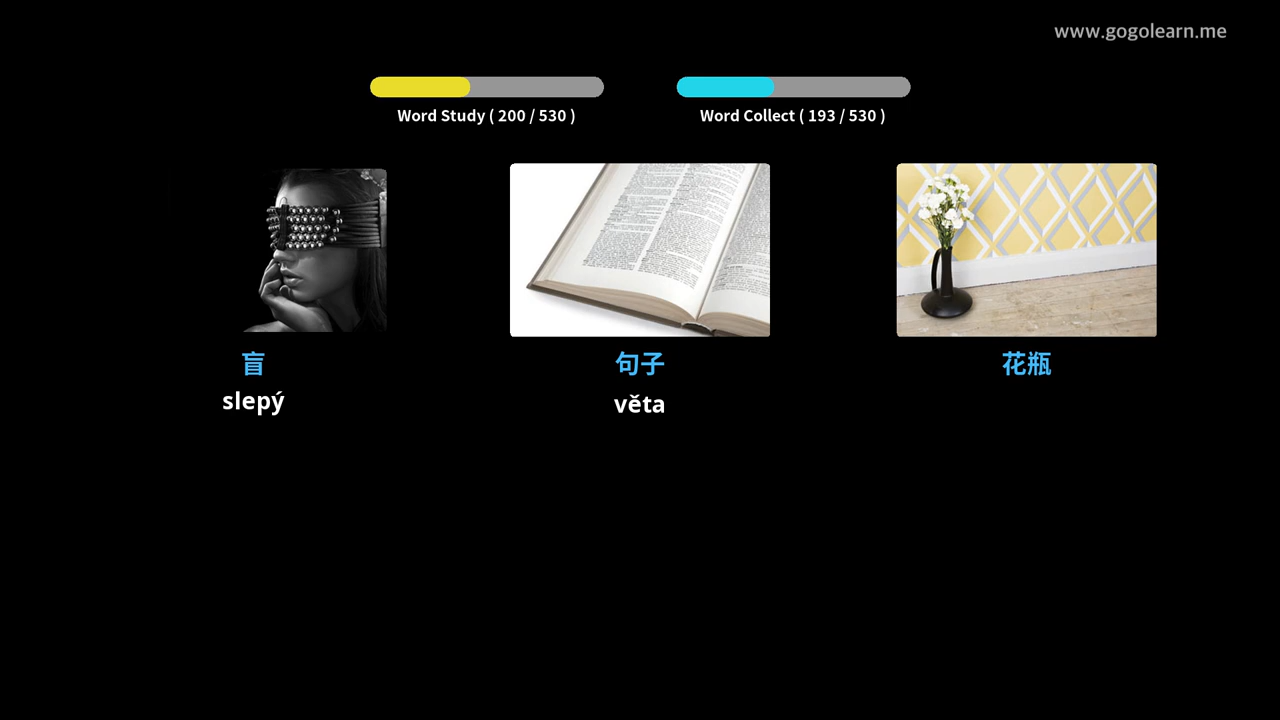 www.gogolearn.me
Word Study ( 200 / 530 )
Word Collect ( 193 / 530 )
盲
句子
花瓶
slepý
věta